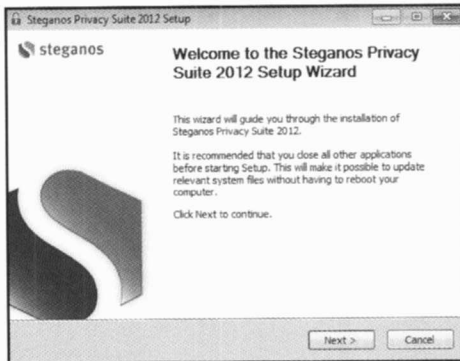 Steganos Privacy Suite 2012 Setup
steganos
Welcome to the Steganos Privacy
Suite 2012 Setup Wizard
This wizard will guide you through the installation of
Steganos Privacy Suite 2012.
It is recommended that you close all other applications
before starting Setup. This will make it possible to update
relevant system files without having to reboot your
computer.
Click Next to continue.
Next >
Cancel